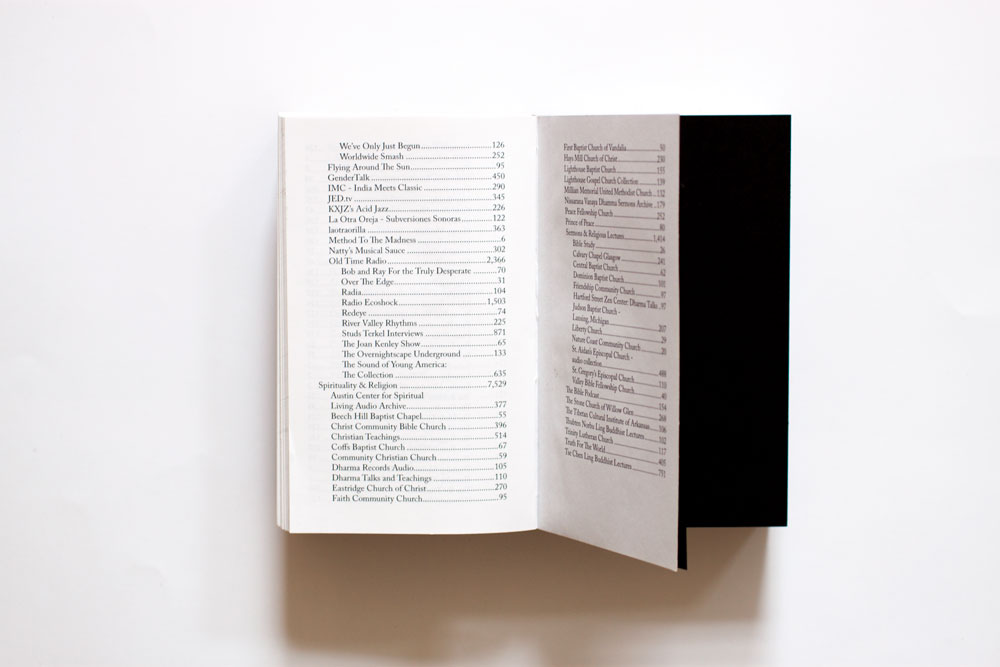 We've Only Just Begun..............................126
Worldwide Smash..............................252
Flying Around The Sun..............................95
GenderTalk..............................450
IMC - India Meets Classic..............................290
JED.tv..............................345
KXJZ's Acid Jazz..............................226
La Otra Oreja - Subversiones Sonoras..............................122
laotraorilla..............................363
Method To The Madness..............................6
Natty's Musical Sauce..............................302
Old Time Radio..............................2,366
Bob and Ray For the Truly Desperate..............................70
Over The Edge..............................31
Radia..............................104
Radio Ecoshock..............................1,503
Redeye..............................74
River Valley Rhythms..............................225
Studs Terkel Interviews..............................871
The Joan Kenley Show..............................65
The Overnightscape Underground..............................133
The Sound of Young America:
The Collection..............................635
Spirituality & Religion..............................7,529
Austin Center for Spiritual
Living Audio Archive..............................377
Beech Hill Baptist Chapel..............................55
Christ Community Bible Church..............................396
Christian Teachings..............................514
Coffs Baptist Church..............................67
Community Christian Church..............................59
Dharma Records Audio..............................105
Dharma Talks and Teachings..............................110
Eastridge Church of Christ..............................270
Faith Community Church..............................95
First Baptist Church of Vandalia..............................50
Hays Mill Church of Christ..............................230
Lighthouse Baptist Church..............................155
Lighthouse Gospel Church Collection..............................139
Millian Memorial United Methodist Church..............................132
Nissarana Vanaya Dhamma Sermons Archive..............................179
Peace Fellowship Church..............................252
Prince of Peace..............................80
Sermons & Religious Lectures..............................1,414
Bible Study..............................26
Calvary Chapel Glasgow..............................241
Central Baptist Church..............................62
Dominion Baptist Church..............................101
Friendship Community Church..............................97
Hartford Street Zen Center Dharma Talks..............................97
Judson Baptist Church -
Lansing, Michigan..............................207
Liberty Church..............................29
Nature Coast Community Church..............................20
St. Aidan's Episcopal Church -
audio collection..............................488
St. Gregory's Episcopal Church..............................110
Valley Bible Fellowship Church..............................40
The Bible Podcast..............................154
The Stone Church of Willow Glen..............................268
The Tibetan Cultural Institute of Arkansas..............................106
Thubten Norbu Ling Buddhist Lectures..............................102
Trinity Lutheran Church..............................117
Truth For The World..............................405
Tse Chen Ling Buddhist Lectures..............................751